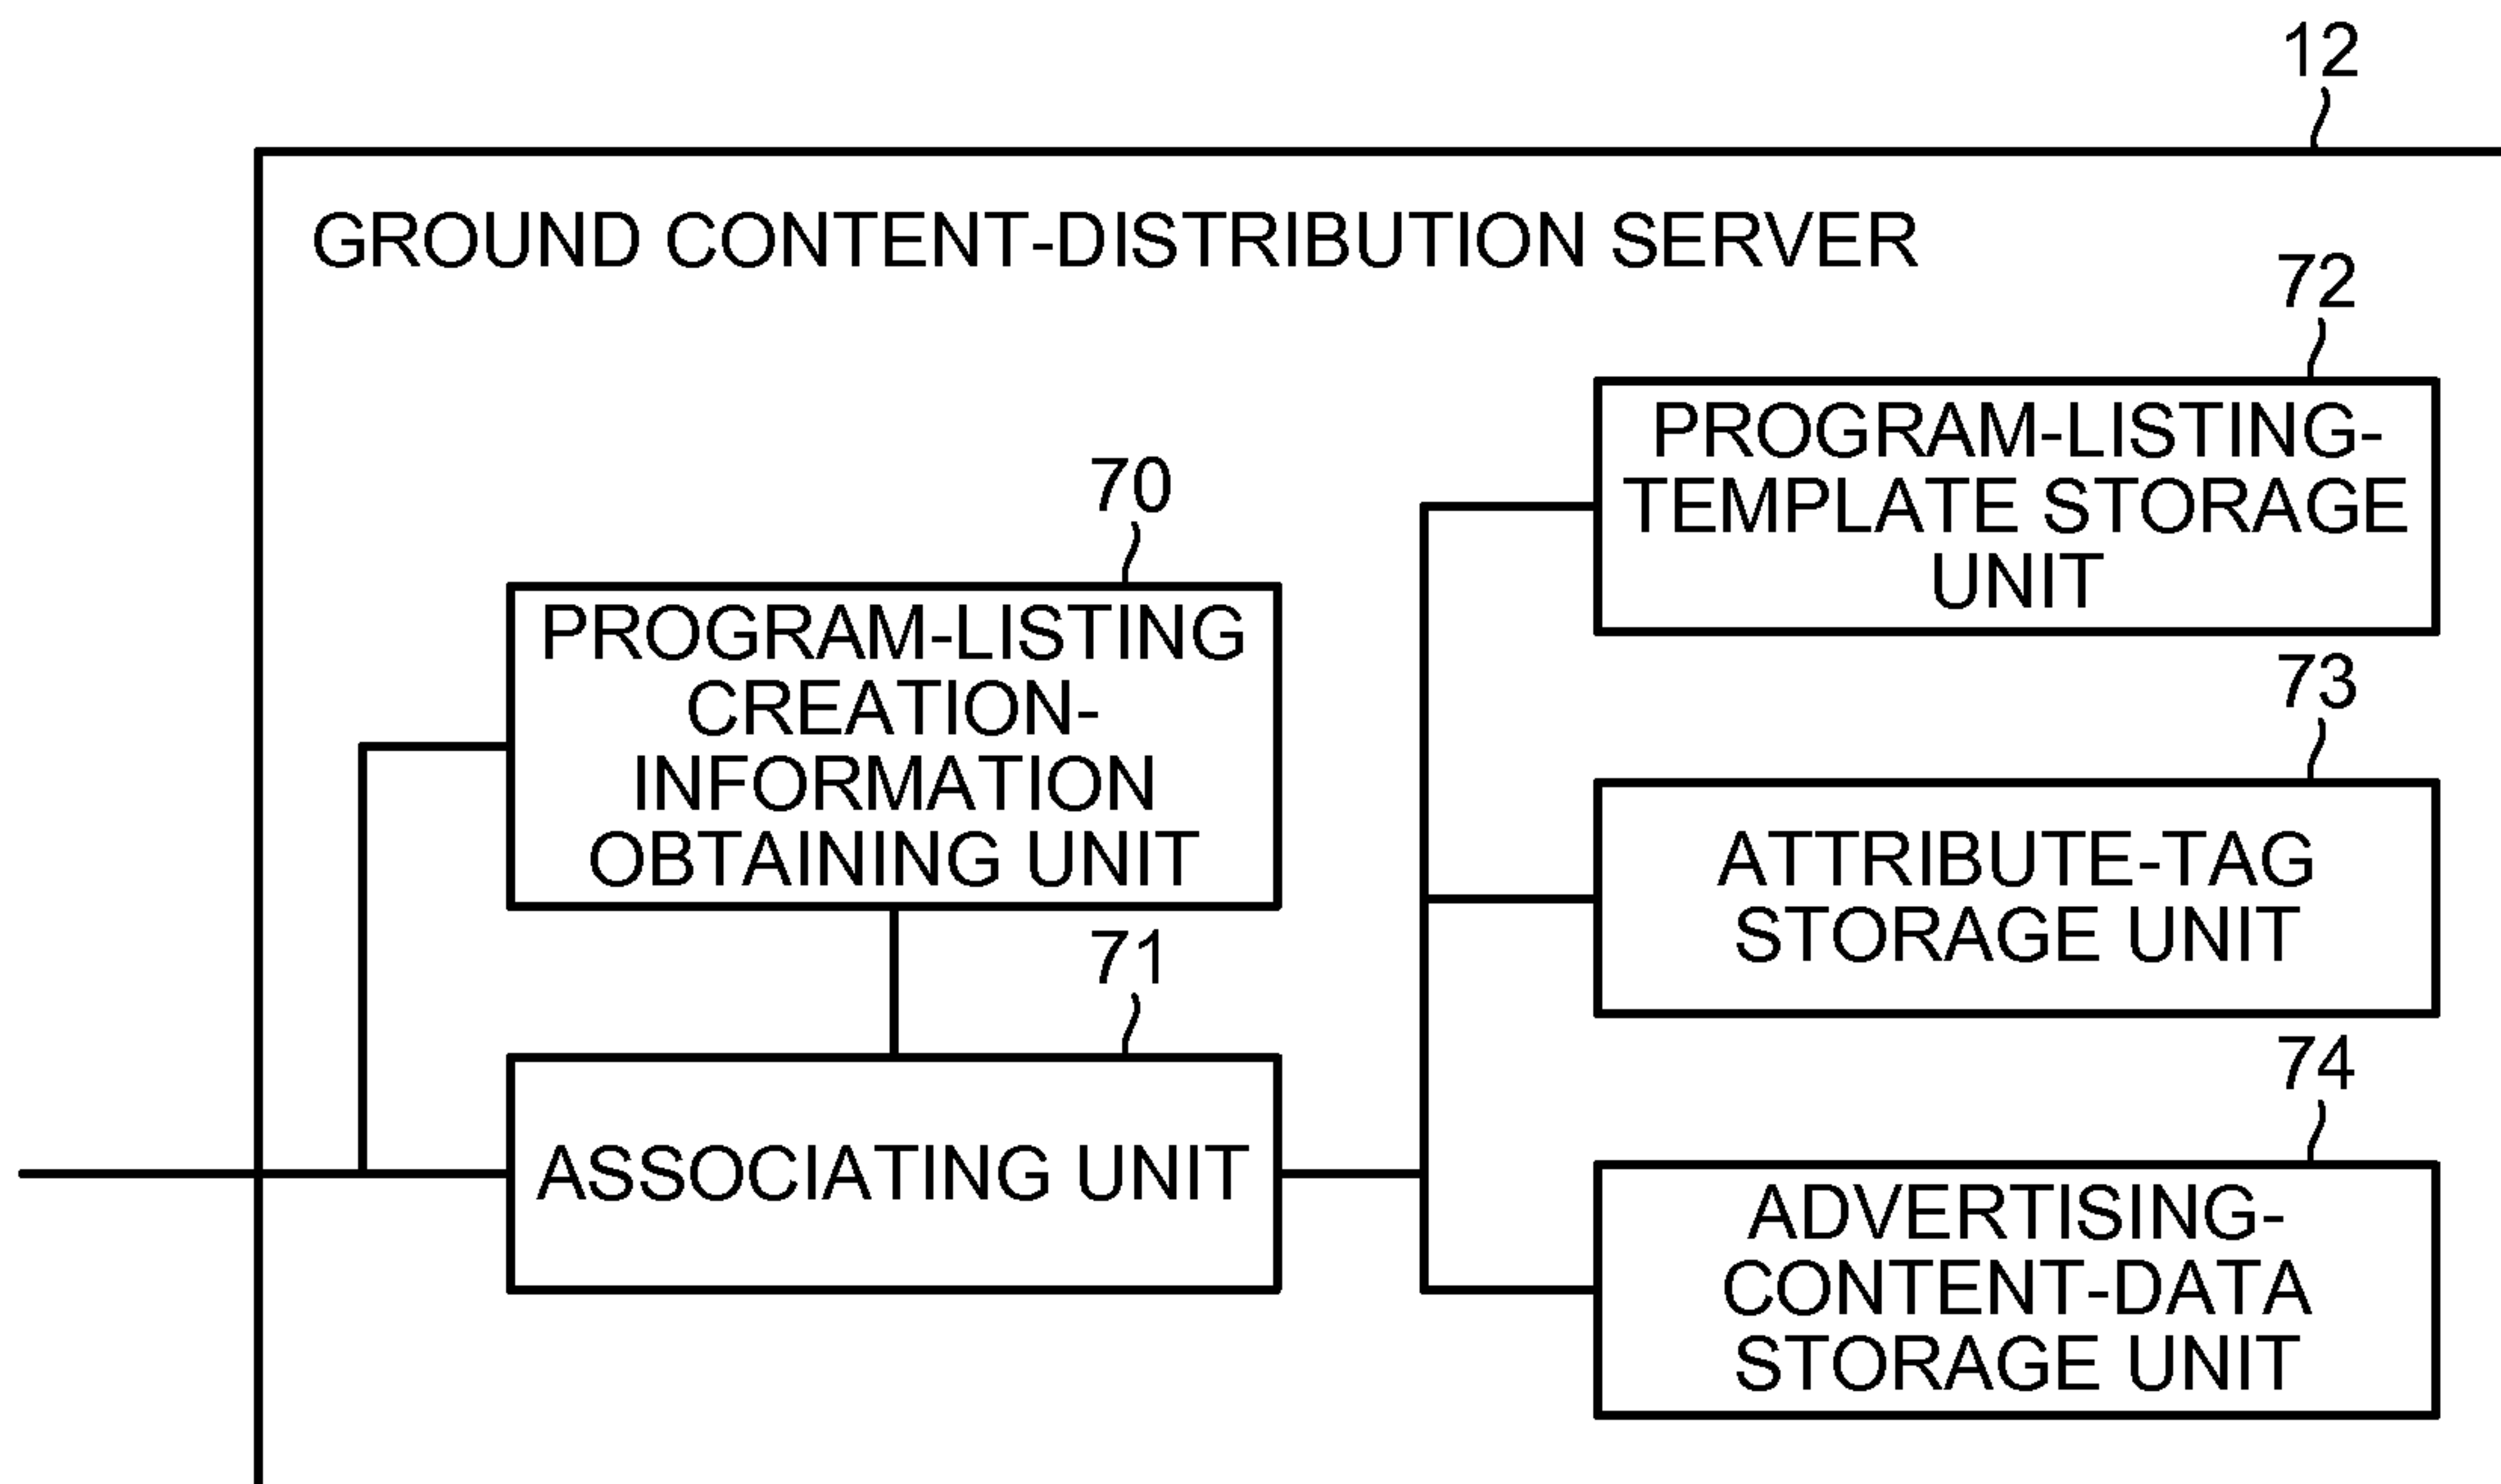 12
GROUND CONTENT-DISTRIBUTION SERVER
72
PROGRAM-LISTING-
TEMPLATE STORAGE
UNIT
70
PROGRAM-LISTING
CREATION-
INFORMATION
OBTAINING UNIT
73
ATTRIBUTE-TAG
STORAGE UNIT
71
ASSOCIATING UNIT
74
ADVERTISING-
CONTENT-DATA
STORAGE UNIT